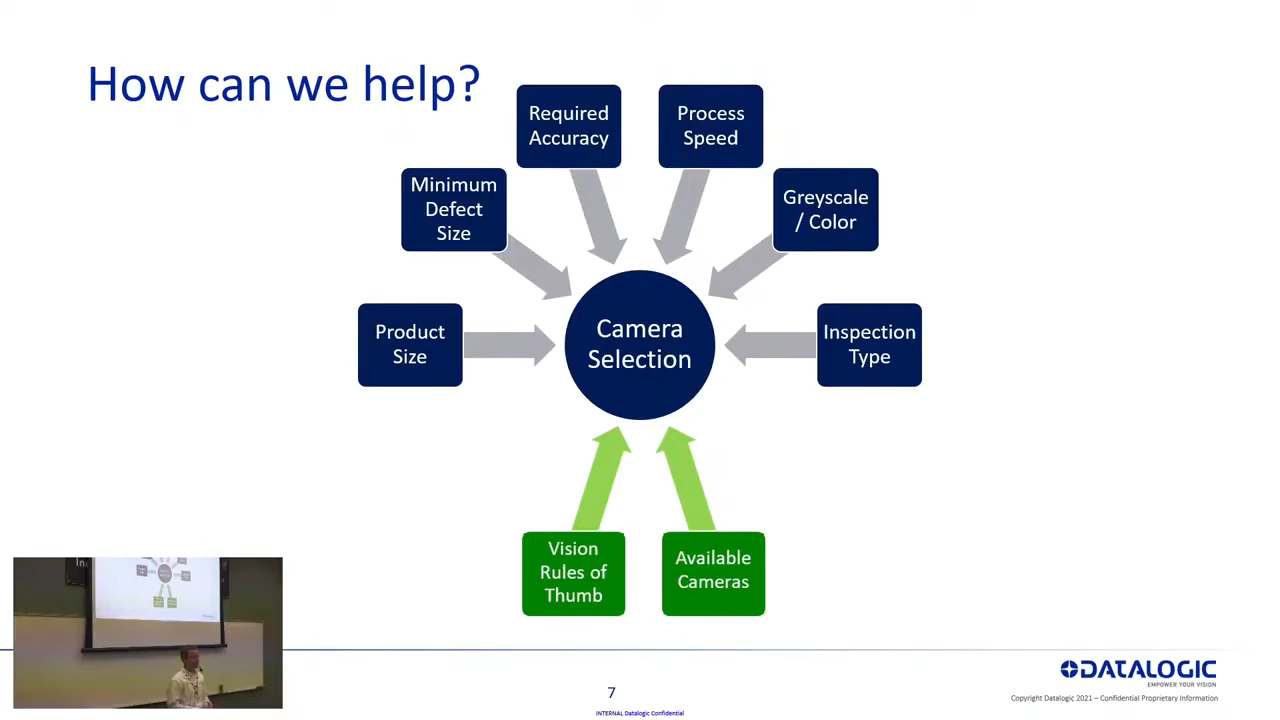 How can we help?
Required
Accuracy
Process
Speed
Minimum
Defect
Size
Greyscale
/ Color
Product
Size
Camera
Selection
Inspection
Type
Vision
Rules of
Thumb
Available
Cameras
DATALOGIC
EMPOWER YOUR VISION
7
Copyright Datalogic 2021 – Confidential Proprietary Information
INTERNAL Datalogic Confidential